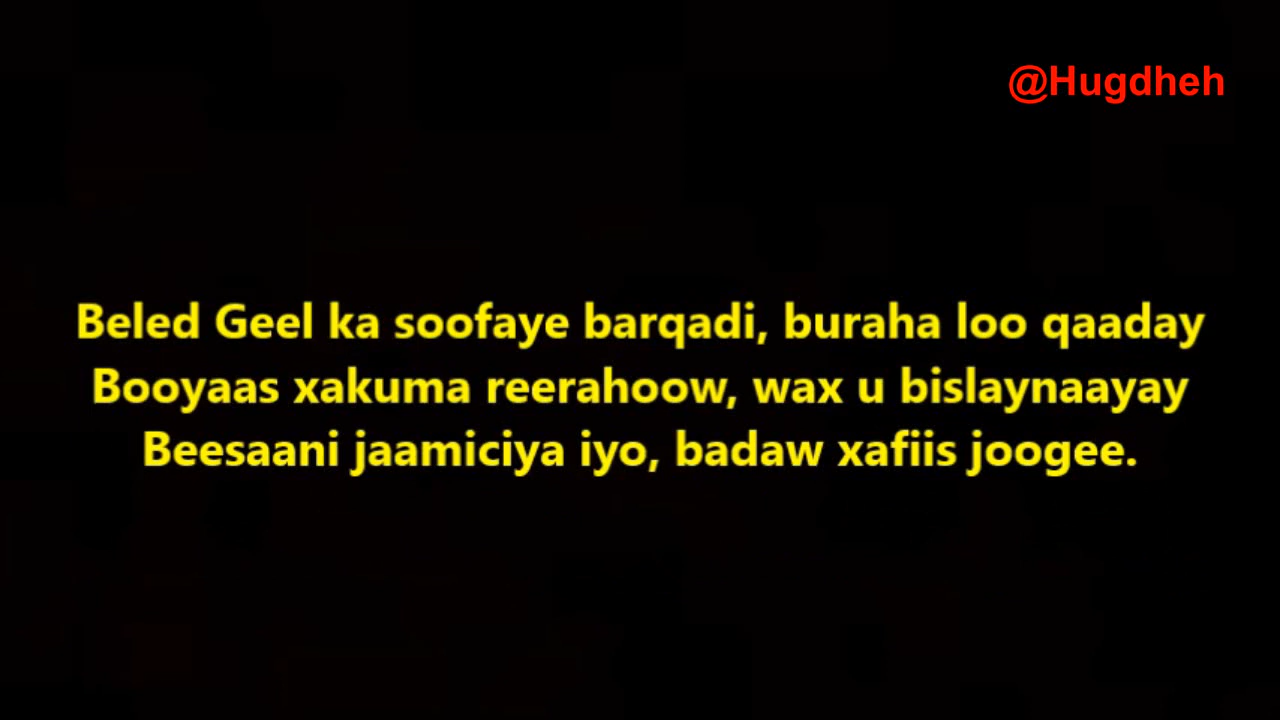 @Hugdheh
Beled Geel ka soofaye barqadi, buraha loo qaaday
Booyaas xakuma reerahoow, wax u bislaynaayay
Beesaani jaamiciya iyo, badaw xafiis joogee.